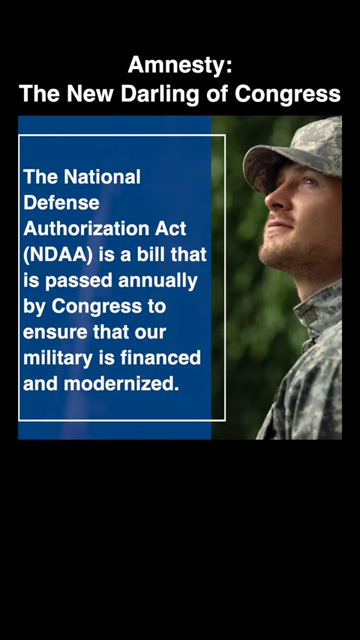 Amnesty:
The New Darling of Congress
The National
Defense
Authorization Act
(NDAA) is a bill that
is passed annually
by Congress to
ensure that our
military is financed
and modernized.